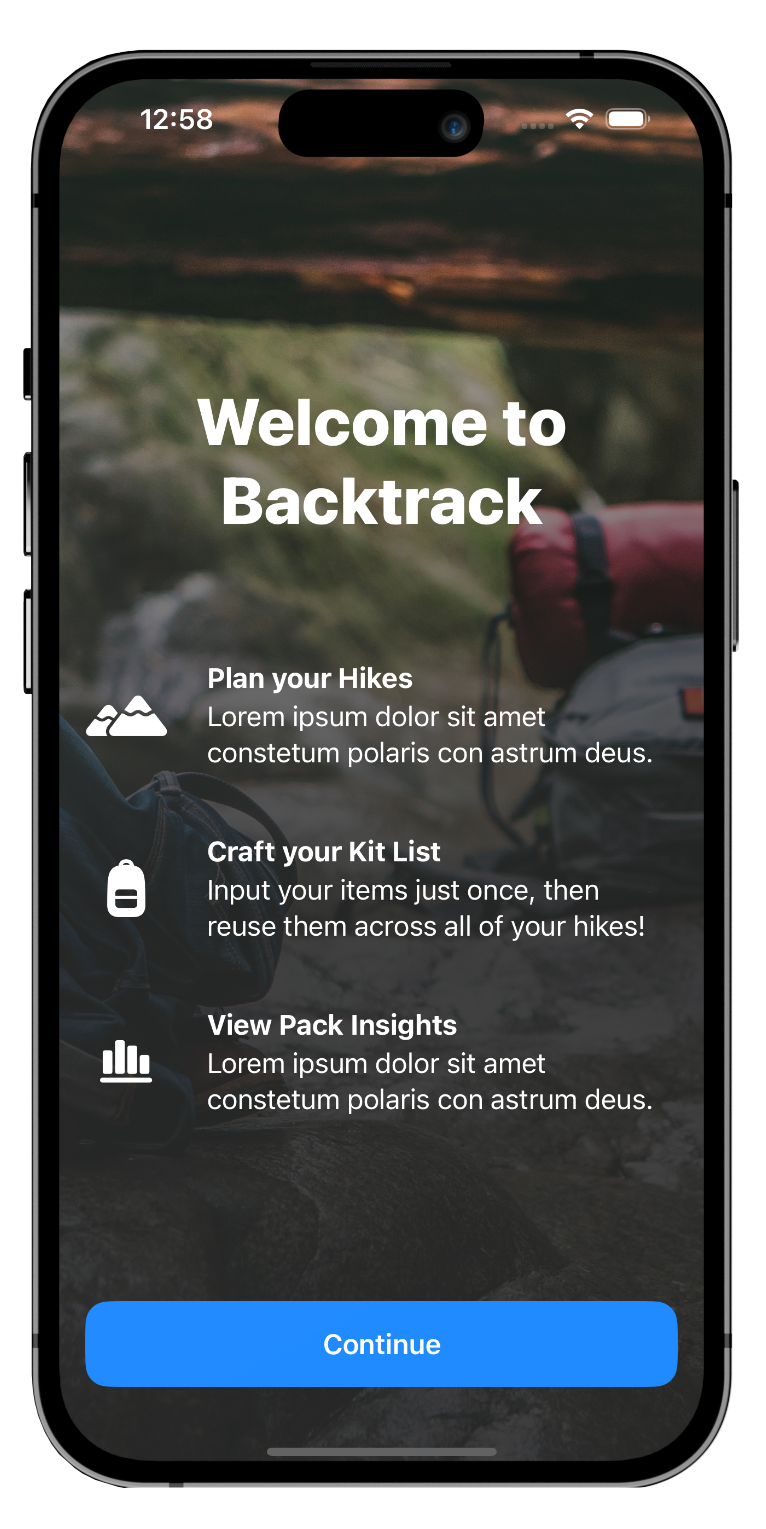 12:58
Welcome to
Backtrack
Plan your Hikes
Lorem ipsum dolor sit amet
constetum polaris con astrum deus.
Craft your Kit List
Input your items just once, then
reuse them across all of your hikes!
View Pack Insights
Lorem ipsum dolor sit amet
constetum polaris con astrum deus.
Continue